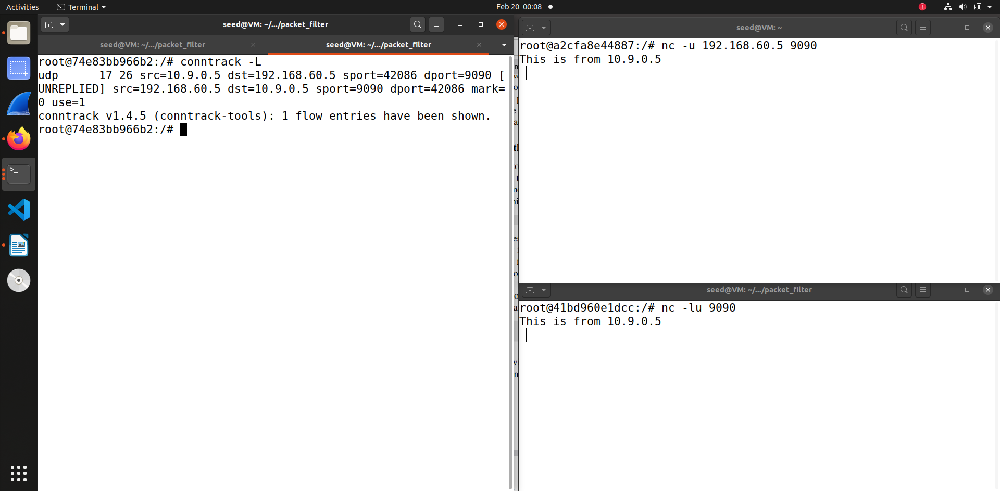 Activities
Terminal
Feb 20 00:08
seed@VM: ~/.../packet_filter
seed@VM: ~/.../packet_filter
seed@VM: ~/.../packet_filter
root@74e83bb966b2:/# conntrack -L
udp      17 26 src=10.9.0.5 dst=192.168.60.5 sport=42086 dport=9090 [
UNREPLIED] src=192.168.60.5 dst=10.9.0.5 sport=9090 dport=42086 mark=
0 use=1
conntrack v1.4.5 (conntrack-tools): 1 flow entries have been shown.
root@74e83bb966b2:/#
seed@VM: ~
root@a2cfa8e44887:/# nc -u 192.168.60.5 9090
This is from 10.9.0.5
seed@VM: ~/.../packet_filter
root@41bd960e1dcc:/# nc -lu 9090
This is from 10.9.0.5